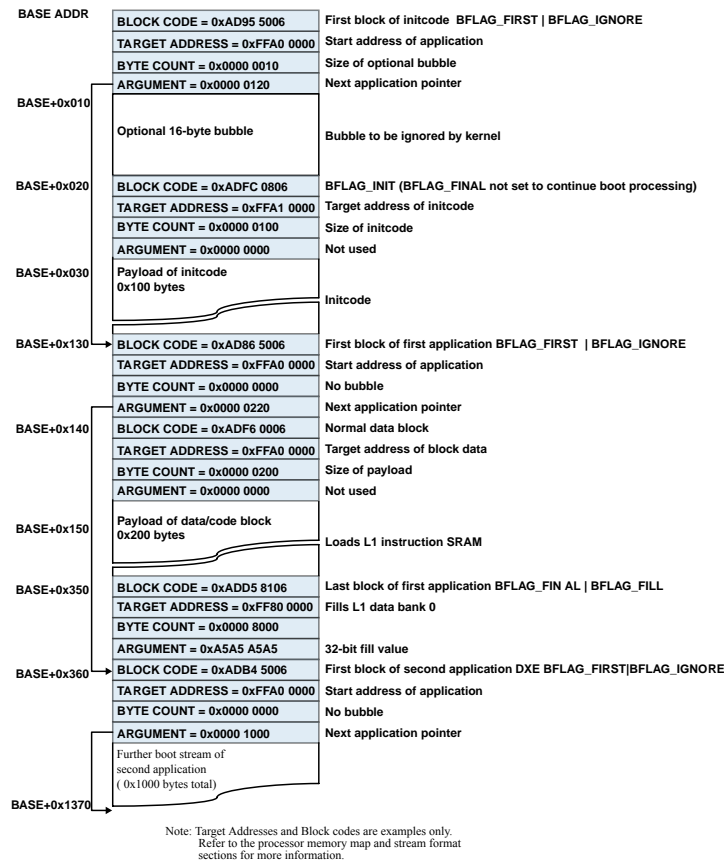 BASE ADDR
BLOCK CODE = 0xAD95 5006 First block of initcode BFLAG_FIRST | BFLAG_IGNORE
TARGET ADDRESS = 0xFFA0 0000 Start address of application
BYTE COUNT = 0x0000 0010 Size of optional bubble
ARGUMENT = 0x0000 0120 Next application pointer
BASE+0x010
Optional 16-byte bubble Bubble to be ignored by kernel
BASE+0x020 BLOCK CODE = 0xADFC 0806 BFLAG_INIT (BFLAG_FINAL not set to continue boot processing)
TARGET ADDRESS = 0xFFA1 0000 Target address of initcode
BYTE COUNT = 0x0000 0100 Size of initcode
ARGUMENT = 0x0000 0000 Not used
BASE+0x030 Payload of initcode
0x100 bytes
Initcode
BASE+0x130 BLOCK CODE = 0xAD86 5006 First block of first application BFLAG_FIRST | BFLAG_IGNORE
TARGET ADDRESS = 0xFFA0 0000 Start address of application
BYTE COUNT = 0x0000 0000 No bubble
ARGUMENT = 0x0000 0220 Next application pointer
BASE+0x140 BLOCK CODE = 0xADF6 0006 Normal data block
TARGET ADDRESS = 0xFFA0 0000 Target address of block data
BYTE COUNT = 0x0000 0200 Size of payload
ARGUMENT = 0x0000 0000 Not used
BASE+0x150 Payload of data/code block
0x200 bytes
Loads L1 instruction SRAM
BASE+0x350 BLOCK CODE = 0xADD5 8106 Last block of first application BFLAG_FIN AL | BFLAG_FILL
TARGET ADDRESS = 0xFF80 0000 Fills L1 data bank 0
BYTE COUNT = 0x0000 8000
ARGUMENT = 0xA5A5 A5A5 32-bit fill value
BASE+0x360 BLOCK CODE = 0xADB4 5006 First block of second application DXE BFLAG_FIRST|BFLAG_IGNORE
TARGET ADDRESS = 0xFFA0 0000 Start address of application
BYTE COUNT = 0x0000 0000 No bubble
ARGUMENT = 0x0000 1000 Next application pointer
Further boot stream of
second application
( 0x1000 bytes total)
BASE+0x1370
Note: Target Addresses and Block codes are examples only.
Refer to the processor memory map and stream format
sections for more information.